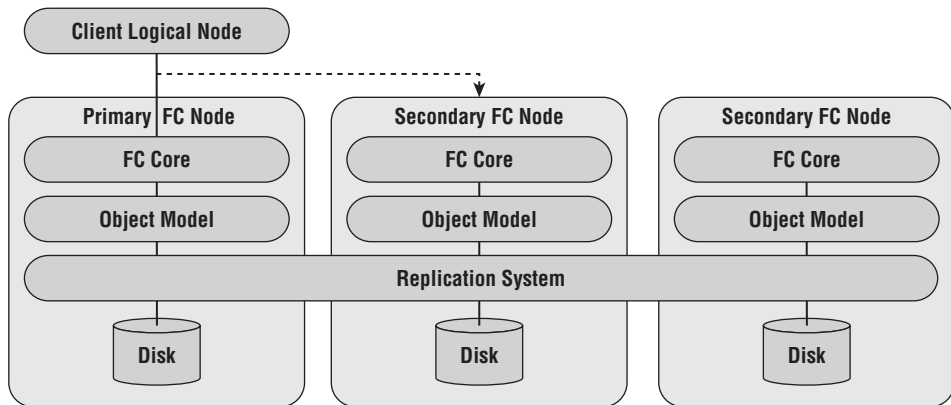 Client Logical Node
Primary FC Node
Secondary FC Node
Secondary FC Node
FC Core
FC Core
FC Core
Object Model
Object Model
Object Model
Replication System
Disk
Disk
Disk